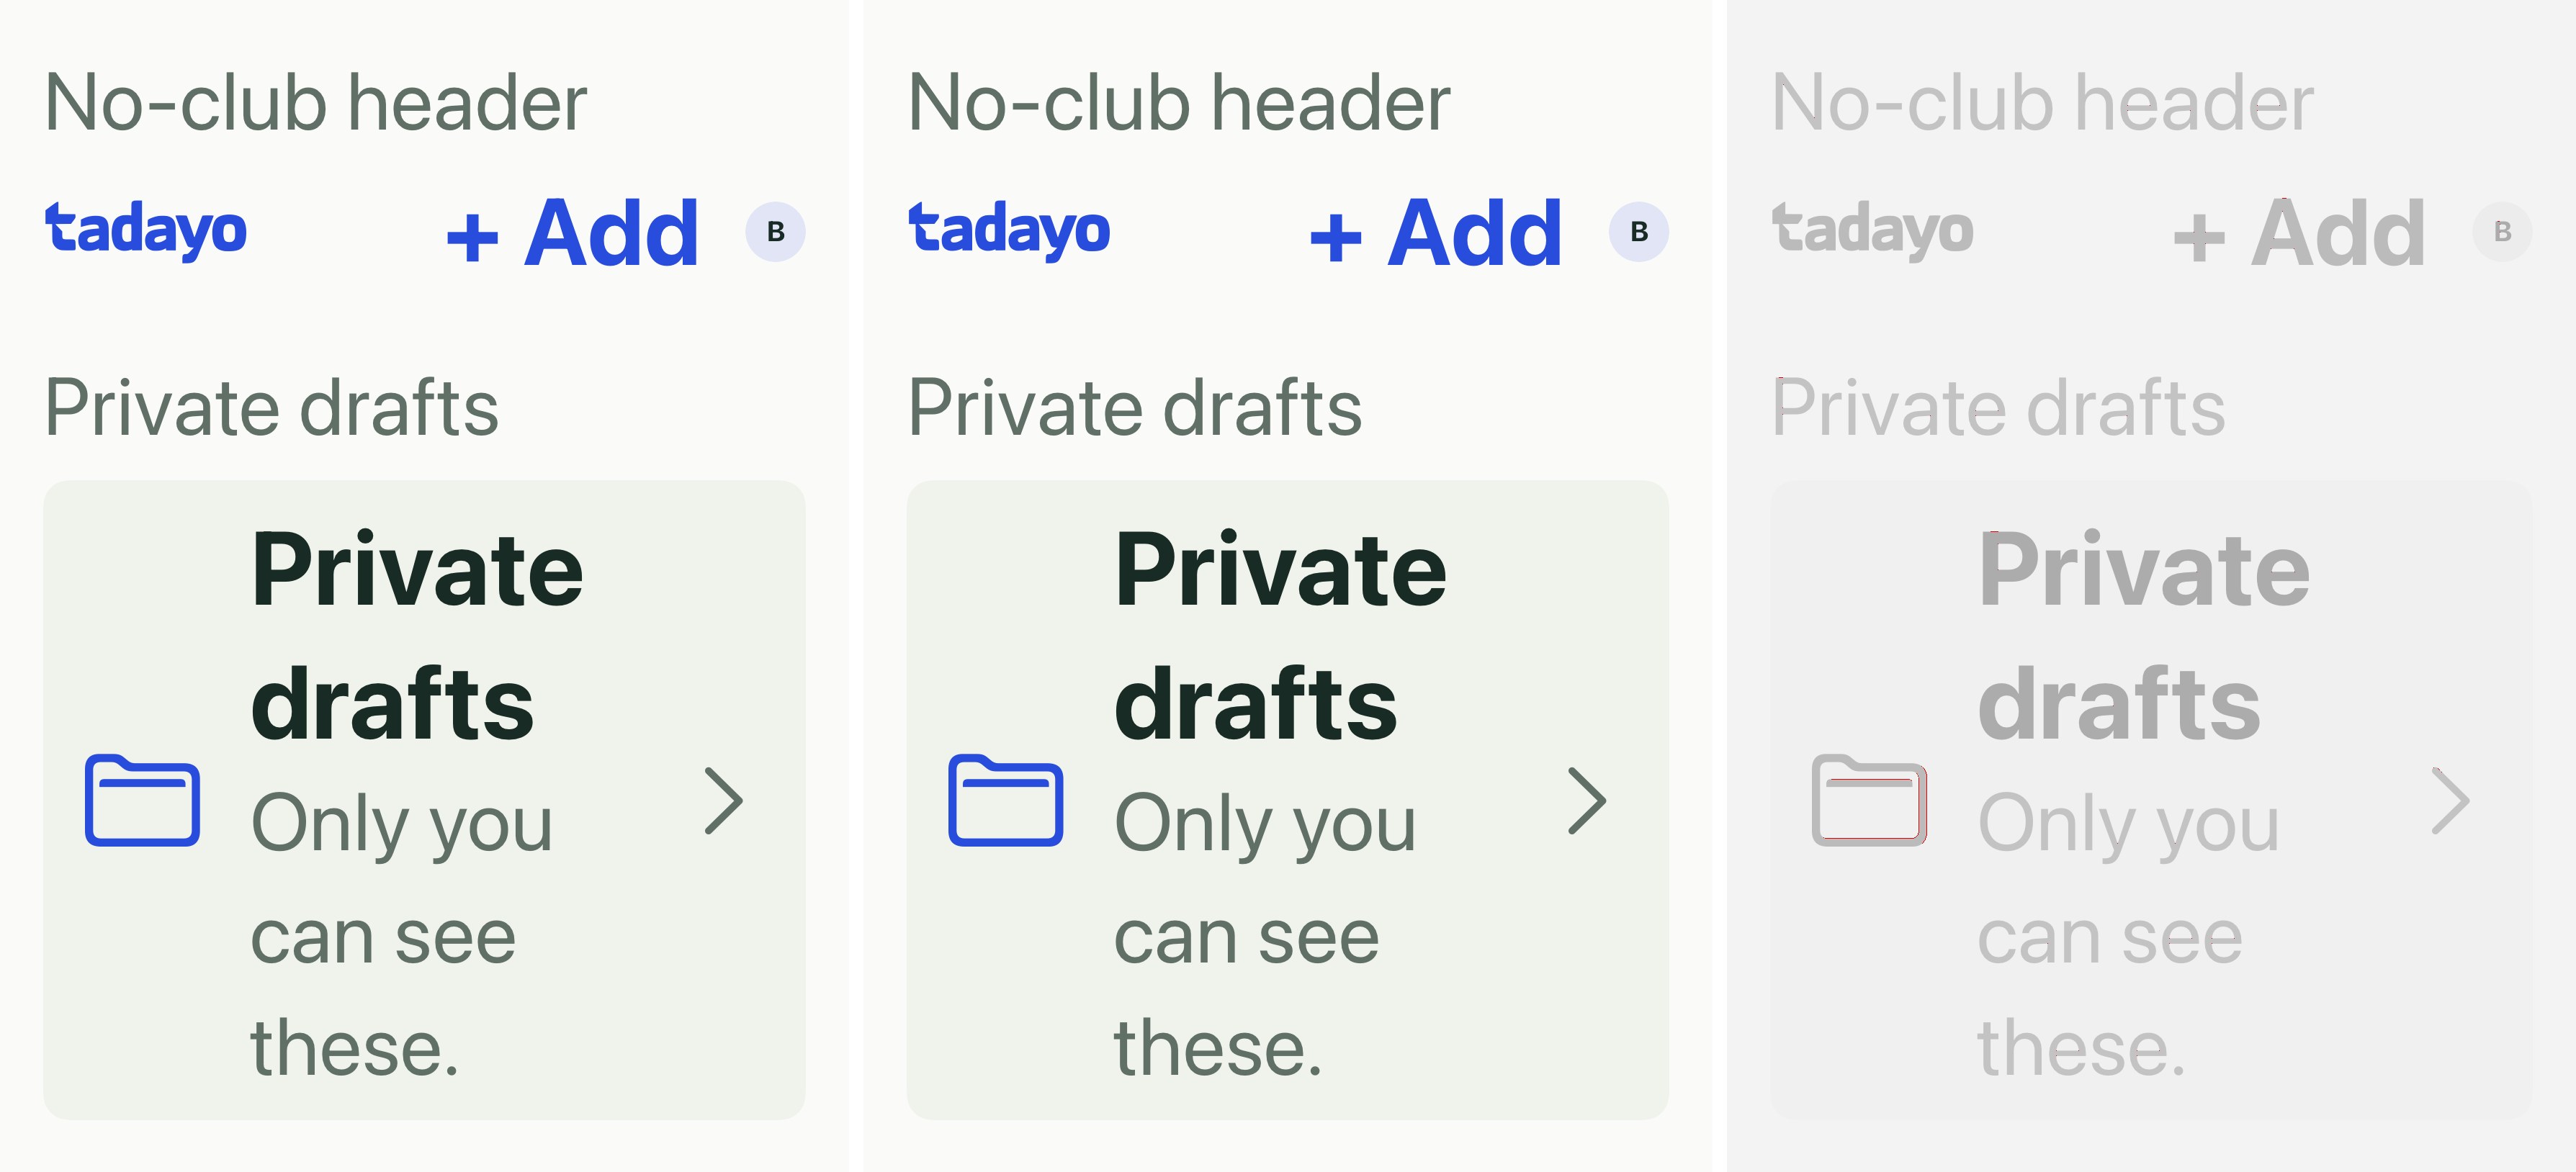 No-club header
tadayo + Add B
Private drafts
Private
drafts
Only you
can see
these.
No-club header
tadayo + Add B
Private drafts
Private
drafts
Only you
can see
these.
No-club header
tadayo + Add B
Private drafts
Private
drafts
Only you
can see
these.